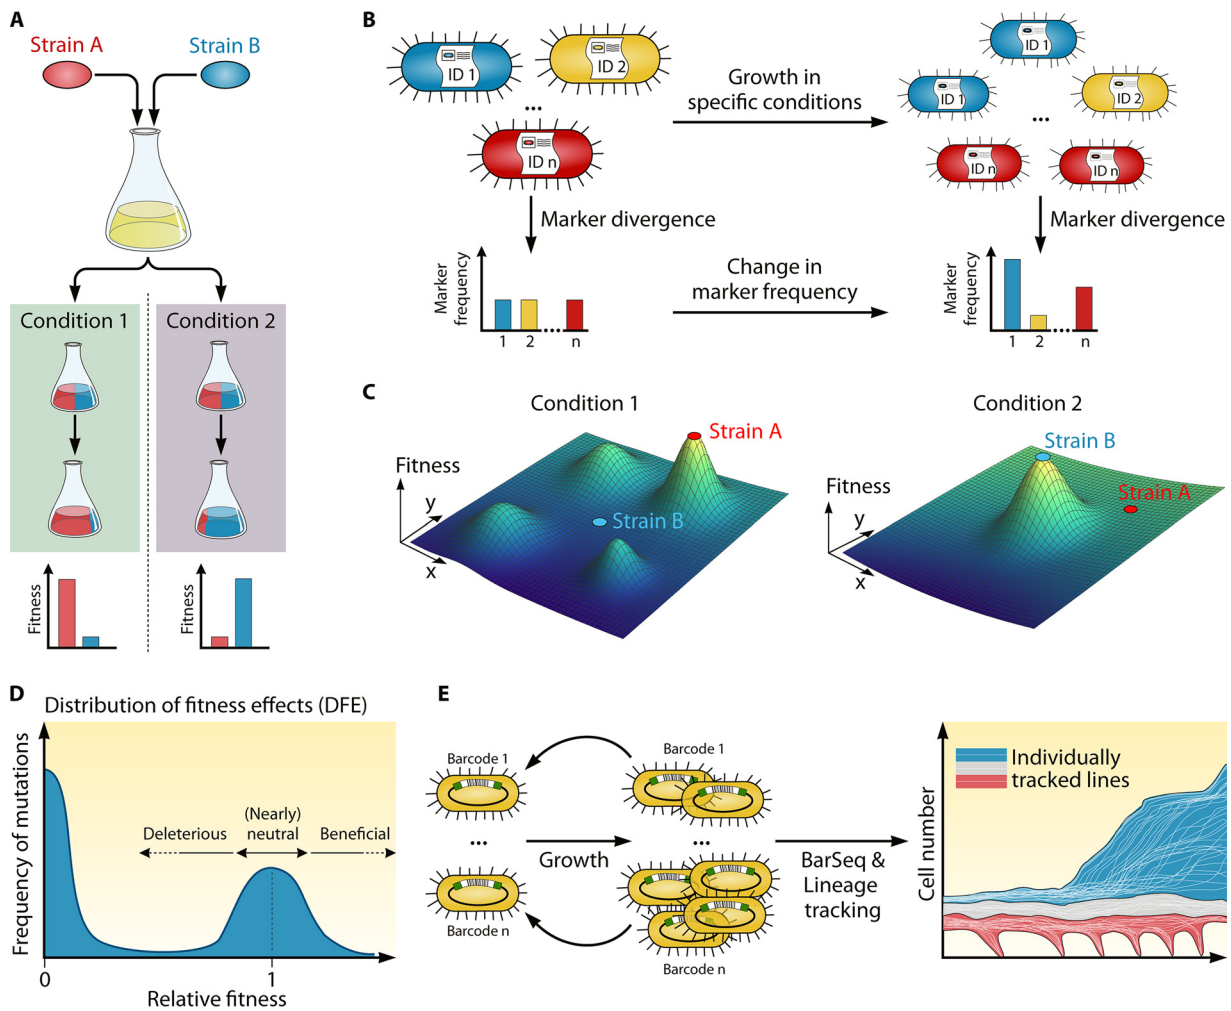 A
Strain A
Strain B
Condition 1
Condition 2
Fitness
Fitness
B
ID 1
ID 2
...
ID n
Growth in
specific conditions
ID 1
ID 1
ID 2
...
ID n
ID n
Marker divergence
Marker divergence
Marker
frequency
1
2
n
Change in
marker frequency
Marker
frequency
1
2
n
C
Condition 1
Strain A
Strain B
Fitness
y
x
Condition 2
Strain B
Strain A
Fitness
y
x
D
Distribution of fitness effects (DFE)
Frequency of mutations
Deleterious
(Nearly)
neutral
Beneficial
0
1
Relative fitness
E
Barcode 1
...
Barcode n
Growth
Barcode 1
...
Barcode n
BarSeq &
Lineage
tracking
Cell number
Individually
tracked lines